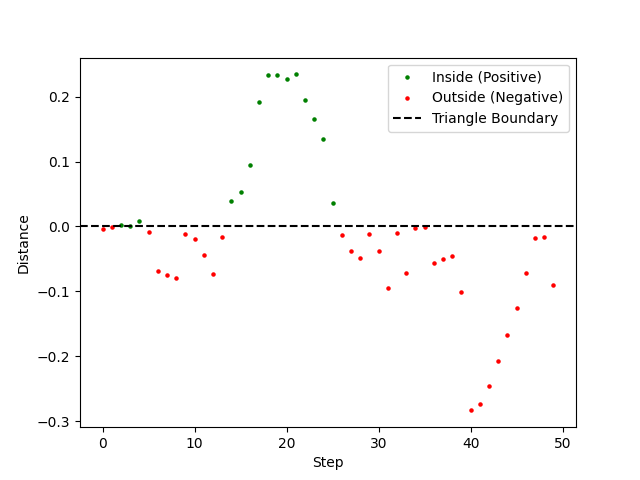 Inside (Positive)
Outside (Negative)
Triangle Boundary
0.2
0.1
0.0
−0.1
−0.2
−0.3
Distance
0 10 20 30 40 50
Step